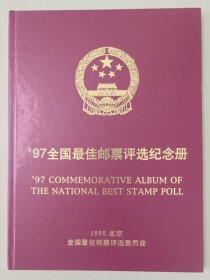 '97全国最佳邮票评选纪念册
'97 COMMEMORATIVE ALBUM OF
THE NATIONAL BEST STAMP POLL
1998.北京
全国最佳邮票评选委员会